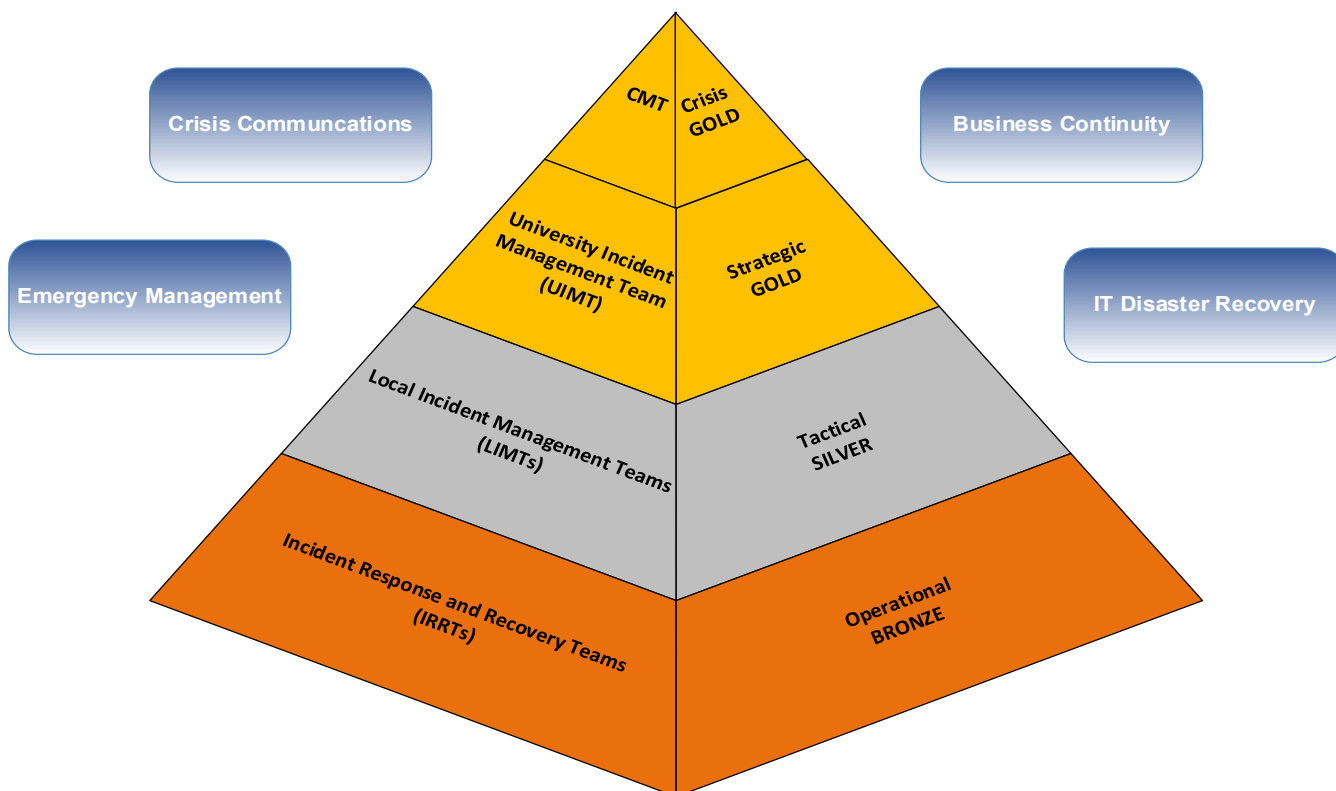 Crisis Communcations
Business Continuity
Emergency Management
IT Disaster Recovery
CMT
Crisis
GOLD
University Incident
Management Team
(UIMT)
Strategic
GOLD
Local Incident Management Teams
(LIMTs)
Tactical
SILVER
Incident Response and Recovery Teams
(IRRTs)
Operational
BRONZE